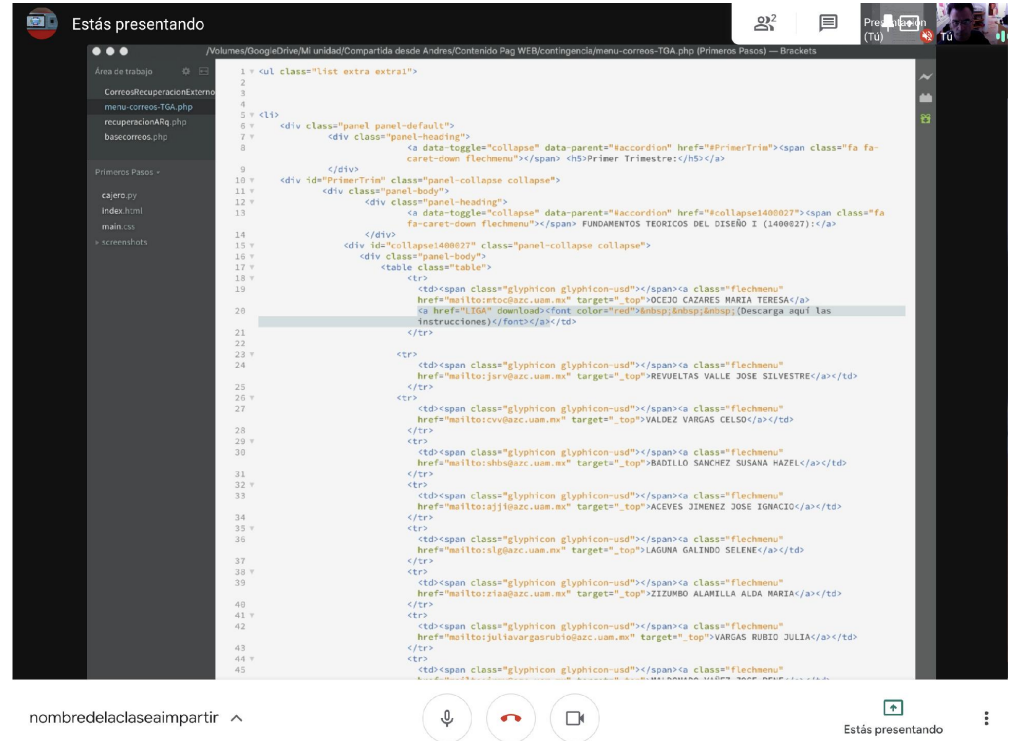 Estás presentando
2
Presentación
(Tú)
Tú
/Volumes/GoogleDrive/Mi unidad/Compartida desde Andres/Contenido Pag WEB/contingencia/menu-correos-TGA.php (Primeros Pasos) — Brackets
Área de trabajo
CorreosRecuperacionExterno
menu-correos-TGA.php
recuperacionARq.php
basecorreos.php
Primeros Pasos
cajero.py
index.html
main.css
screenshots
1 <ul class="list extra extra1">
2
3
4
5 <li>
6 <div class="panel panel-default">
7 <div class="panel-heading">
8 <a data-toggle="collapse" data-parent="#accordion" href="#PrimerTrim"><span class="fa fa-
caret-down flechmenu"></span> <h5>Primer Trimestre:</h5></a>
9 </div>
10 <div id="PrimerTrim" class="panel-collapse collapse">
11 <div class="panel-body">
12 <div class="panel-heading">
13 <a data-toggle="collapse" data-parent="#accordion" href="#collapse1400027"><span class="fa
fa-caret-down flechmenu"></span> FUNDAMENTOS TEORICOS DEL DISEÑO I (1400027):</a>
14 </div>
15 <div id="collapse1400027" class="panel-collapse collapse">
16 <div class="panel-body">
17 <table class="table">
18 <tr>
19 <td><span class="glyphicon glyphicon-usd"></span><a class="flechmenu"
href="mailto:mtoc@azc.uam.mx" target="_top">OCEJO CAZARES MARIA TERESA</a>
20 <a href="LIGA" download><font color="red">&nbsp;&nbsp;&nbsp;(Descarga aquí las
instrucciones)</font></a></td>
21 </tr>
22
23 <tr>
24 <td><span class="glyphicon glyphicon-usd"></span><a class="flechmenu"
href="mailto:jsrv@azc.uam.mx" target="_top">REVUELTAS VALLE JOSE SILVESTRE</a></td>
25 </tr>
26 <tr>
27 <td><span class="glyphicon glyphicon-usd"></span><a class="flechmenu"
href="mailto:cvv@azc.uam.mx" target="_top">VALDEZ VARGAS CELSO</a></td>
28 </tr>
29 <tr>
30 <td><span class="glyphicon glyphicon-usd"></span><a class="flechmenu"
href="mailto:shbs@azc.uam.mx" target="_top">BADILLO SANCHEZ SUSANA HAZEL</a></td>
31 </tr>
32 <tr>
33 <td><span class="glyphicon glyphicon-usd"></span><a class="flechmenu"
href="mailto:ajji@azc.uam.mx" target="_top">ACEVES JIMENEZ JOSE IGNACIO</a></td>
34 </tr>
35 <tr>
36 <td><span class="glyphicon glyphicon-usd"></span><a class="flechmenu"
href="mailto:slg@azc.uam.mx" target="_top">LAGUNA GALINDO SELENE</a></td>
37 </tr>
38 <tr>
39 <td><span class="glyphicon glyphicon-usd"></span><a class="flechmenu"
href="mailto:ziaa@azc.uam.mx" target="_top">ZIZUMBO ALAMILLA ALDA MARIA</a></td>
40 </tr>
41 <tr>
42 <td><span class="glyphicon glyphicon-usd"></span><a class="flechmenu"
href="mailto:juliavargasrubio@azc.uam.mx" target="_top">VARGAS RUBIO JULIA</a></td>
43 </tr>
44 <tr>
45 <td><span class="glyphicon glyphicon-usd"></span><a class="flechmenu"
nombredelaclaseaimpartir
Estás presentando